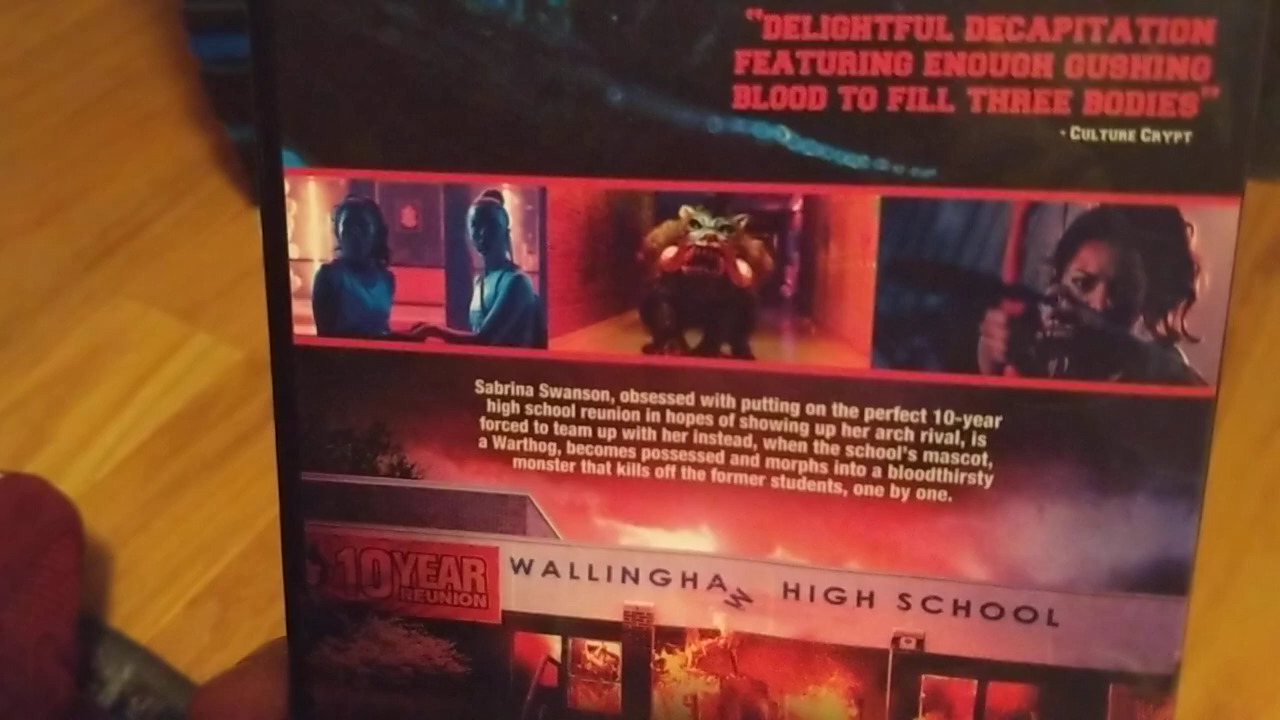 "DELIGHTFUL DECAPITATION
FEATURING ENOUGH GUSHING
BLOOD TO FILL THREE BODIES"
- CULTURE CRYPT
Sabrina Swanson, obsessed with putting on the perfect 10-year
high school reunion in hopes of showing up her arch rival, is
forced to team up with her instead, when the school's mascot,
a Warthog, becomes possessed and morphs into a bloodthirsty
monster that kills off the former students, one by one.
10 YEAR
REUNION
WALLINGHAM HIGH SCHOOL